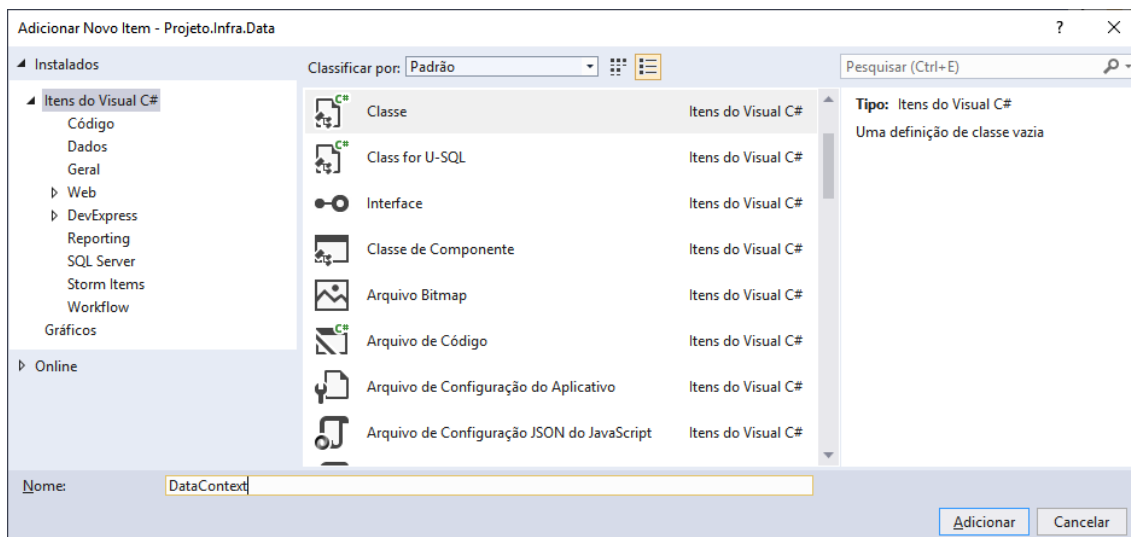 Adicionar Novo Item - Projeto.Infra.Data
?
Instalados
Classificar por: Padrão
Pesquisar (Ctrl+E)
Itens do Visual C#
Código
Dados
Geral
Web
DevExpress
Reporting
SQL Server
Storm Items
Workflow
Gráficos
Online
C# Classe Itens do Visual C#
C# Class for U-SQL Itens do Visual C#
Interface Itens do Visual C#
Classe de Componente Itens do Visual C#
Arquivo Bitmap Itens do Visual C#
C# Arquivo de Código Itens do Visual C#
Arquivo de Configuração do Aplicativo Itens do Visual C#
Arquivo de Configuração JSON do JavaScript Itens do Visual C#
Tipo: Itens do Visual C#
Uma definição de classe vazia
Nome: DataContext
Adicionar Cancelar